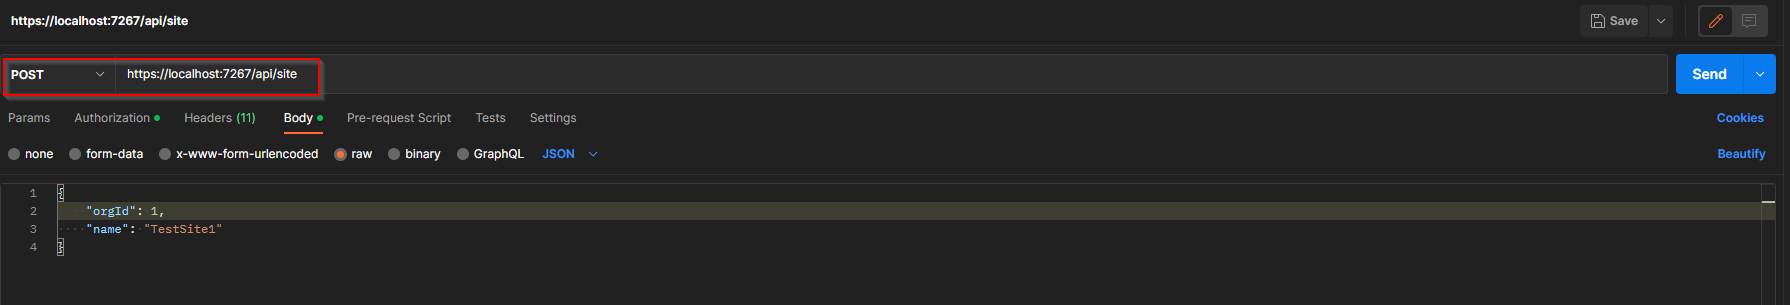 https://localhost:7267/api/site
Save
POST https://localhost:7267/api/site Send
Params Authorization Headers (11) Body Pre-request Script Tests Settings Cookies
none form-data x-www-form-urlencoded raw binary GraphQL JSON Beautify
1 {
2 "orgId": 1,
3 "name": "TestSite1"
4 }